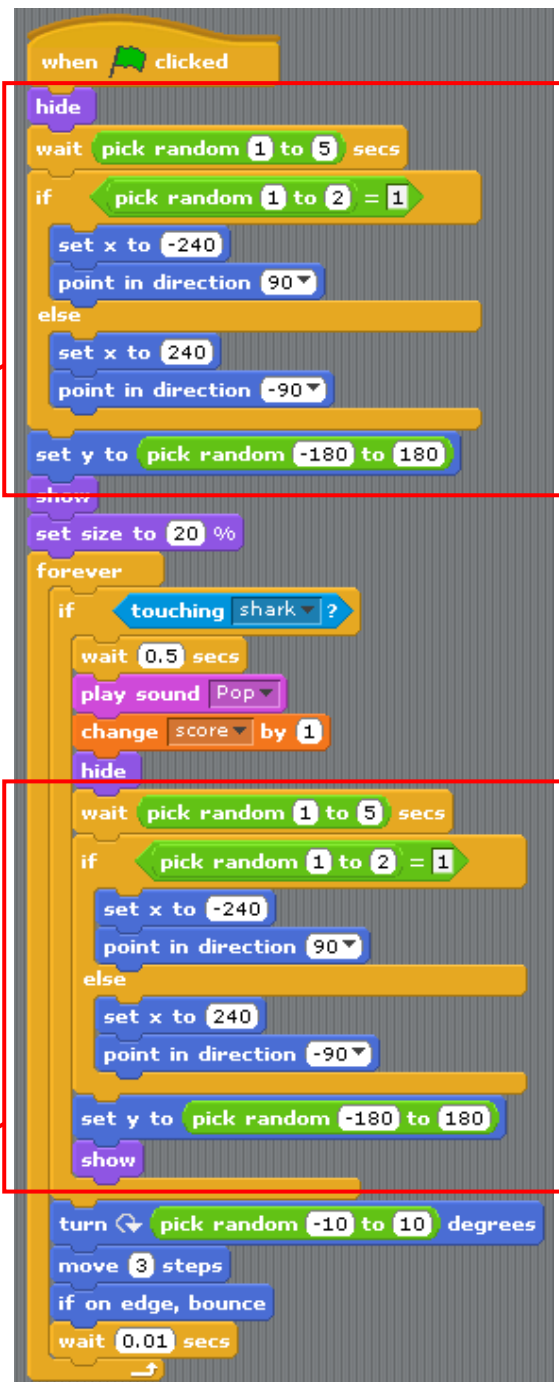 when clicked
hide
wait pick random 1 to 5 secs
if pick random 1 to 2 = 1
set x to -240
point in direction 90
else
set x to 240
point in direction -90
set y to pick random -180 to 180
show
set size to 20 %
forever
if touching shark ?
wait 0.5 secs
play sound Pop
change score by 1
hide
wait pick random 1 to 5 secs
if pick random 1 to 2 = 1
set x to -240
point in direction 90
else
set x to 240
point in direction -90
set y to pick random -180 to 180
show
turn pick random -10 to 10 degrees
move 3 steps
if on edge, bounce
wait 0.01 secs